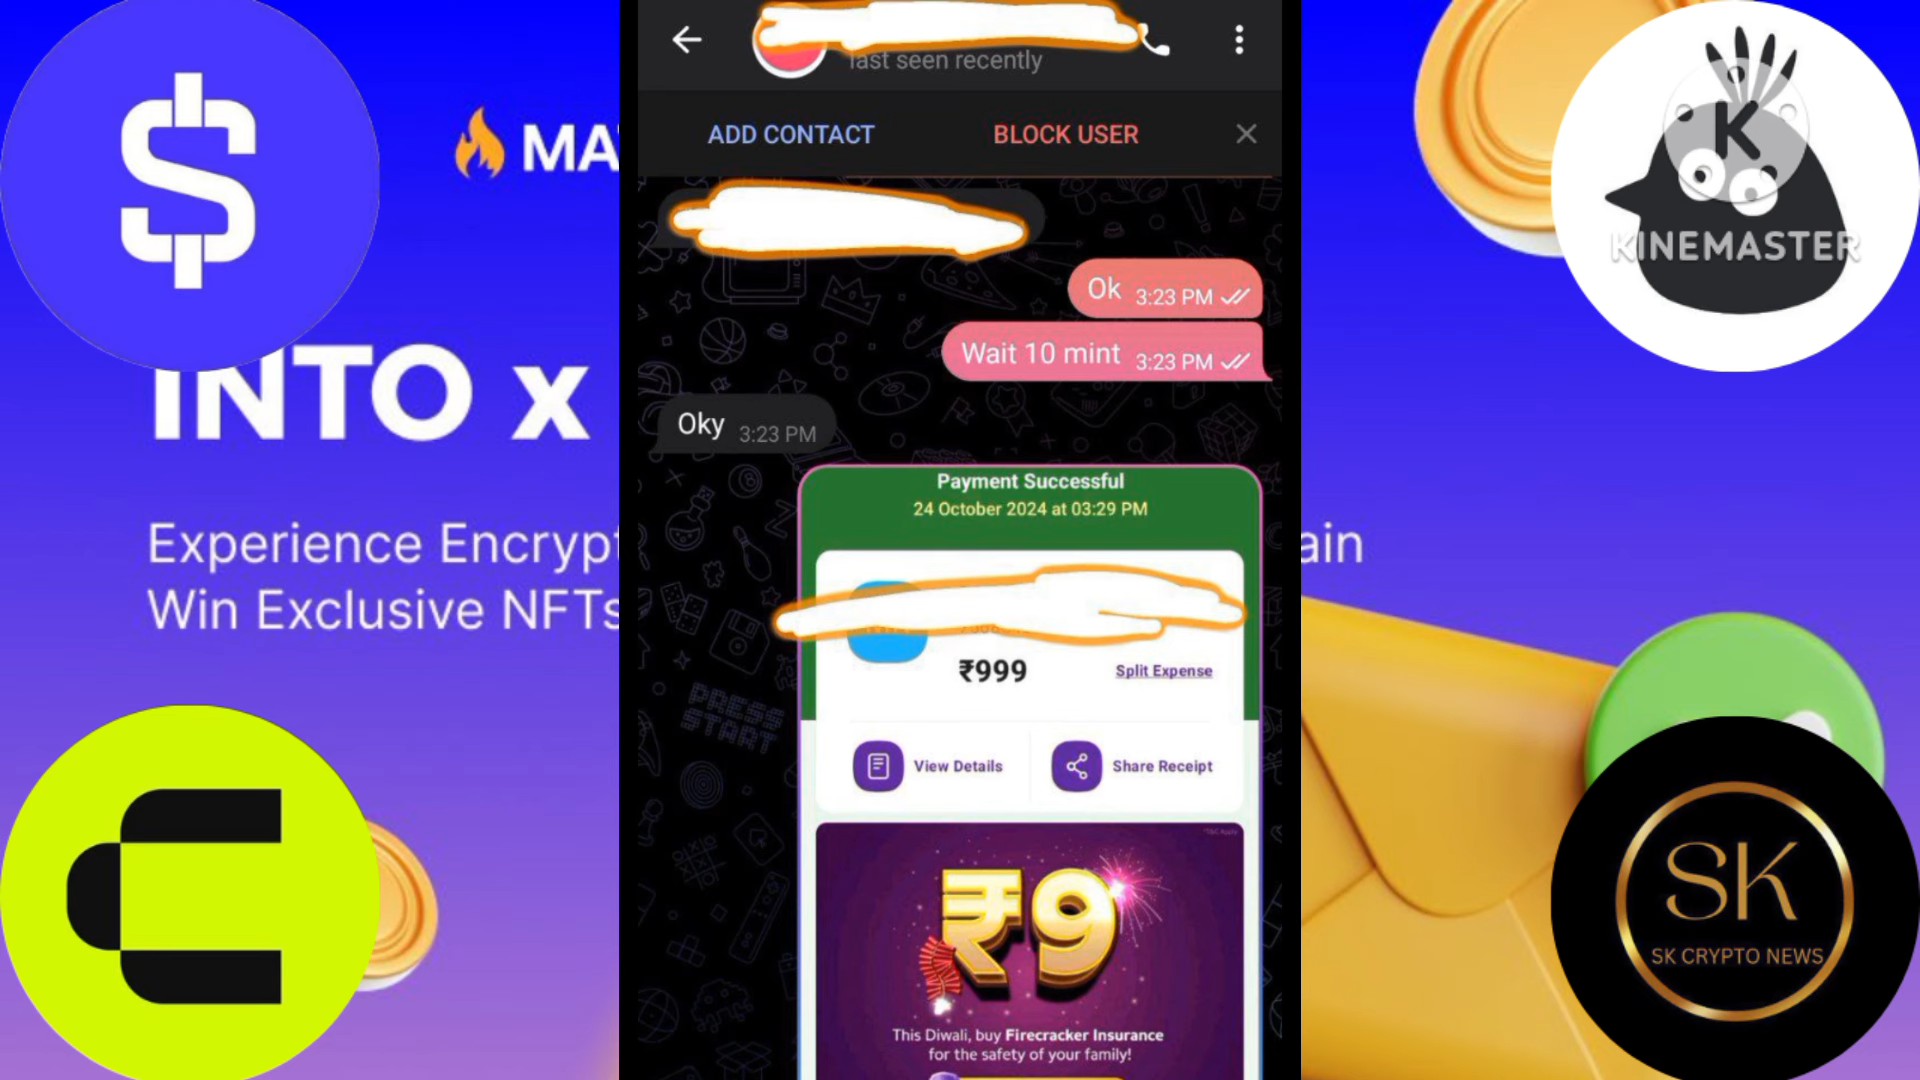 last seen recently
ADD CONTACT
BLOCK USER
MA
Ok 3:23 PM
Wait 10 mint 3:23 PM
Oky 3:23 PM
INTO x
Experience Encryp
ain
Win Exclusive NFTs
Payment Successful
24 October 2024 at 03:29 PM
₹999
Split Expense
View Details
Share Receipt
PRESS
START
*T&C Apply
₹9
This Diwali, buy Firecracker Insurance
for the safety of your family!
K
KINEMASTER
SK
SK CRYPTO NEWS